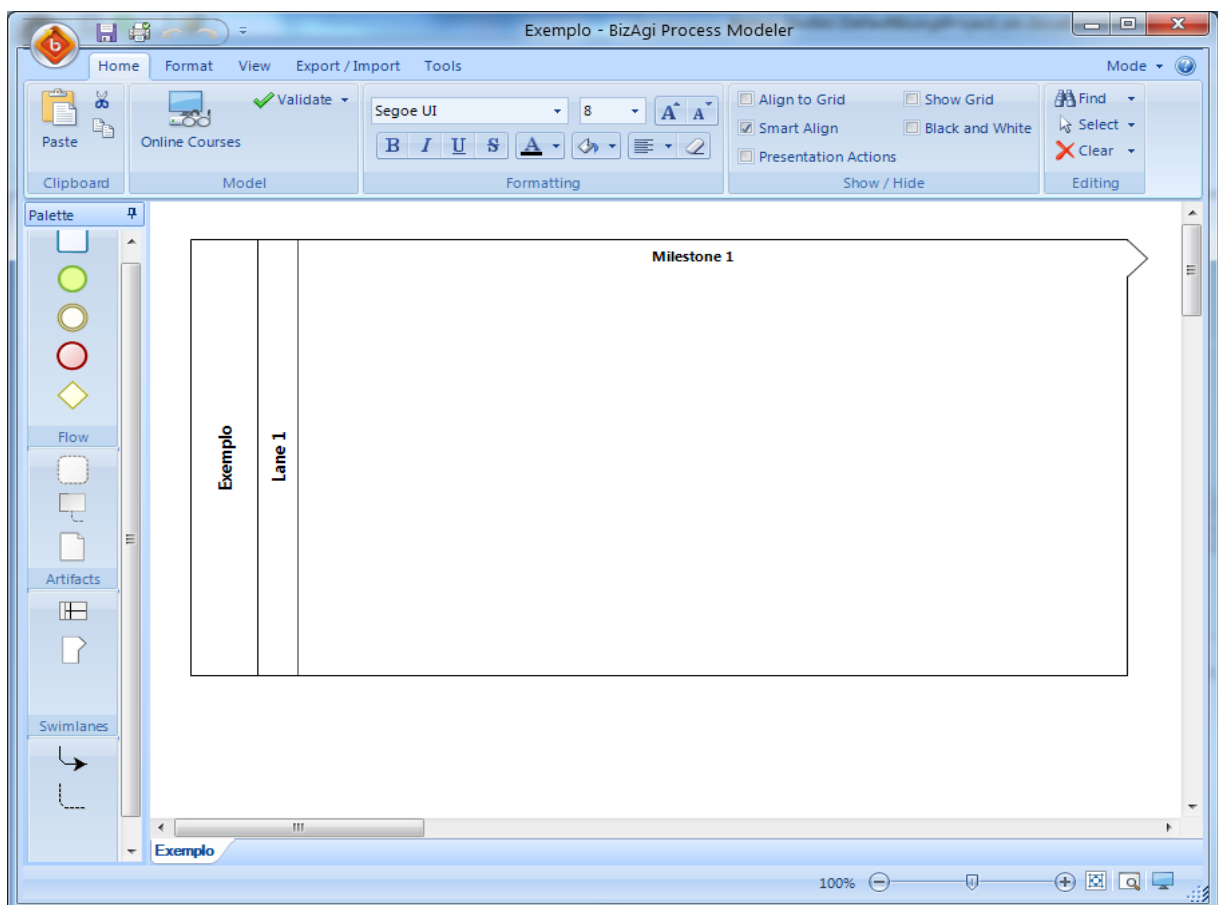 Exemplo - BizAgi Process Modeler
Home Format View Export / Import Tools Mode
Paste
Clipboard
Online Courses
Validate
Model
Segoe UI 8 A A
B I U S A
Formatting
Align to Grid Show Grid
Smart Align Black and White
Presentation Actions
Show / Hide
Find
Select
Clear
Editing
Palette
Flow
Artifacts
Swimlanes
Milestone 1
Exemplo
Lane 1
Exemplo
100%